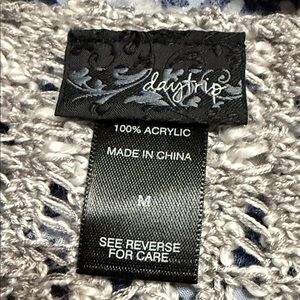 daytrip
100% ACRYLIC
MADE IN CHINA
M
SEE REVERSE
FOR CARE